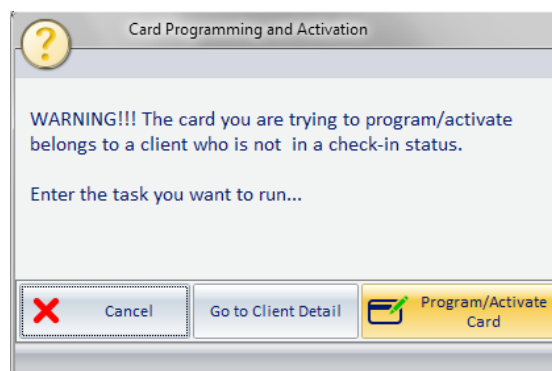 Card Programming and Activation
WARNING!!! The card you are trying to program/activate
belongs to a client who is not in a check-in status.
Enter the task you want to run...
Cancel
Go to Client Detail
Program/Activate
Card